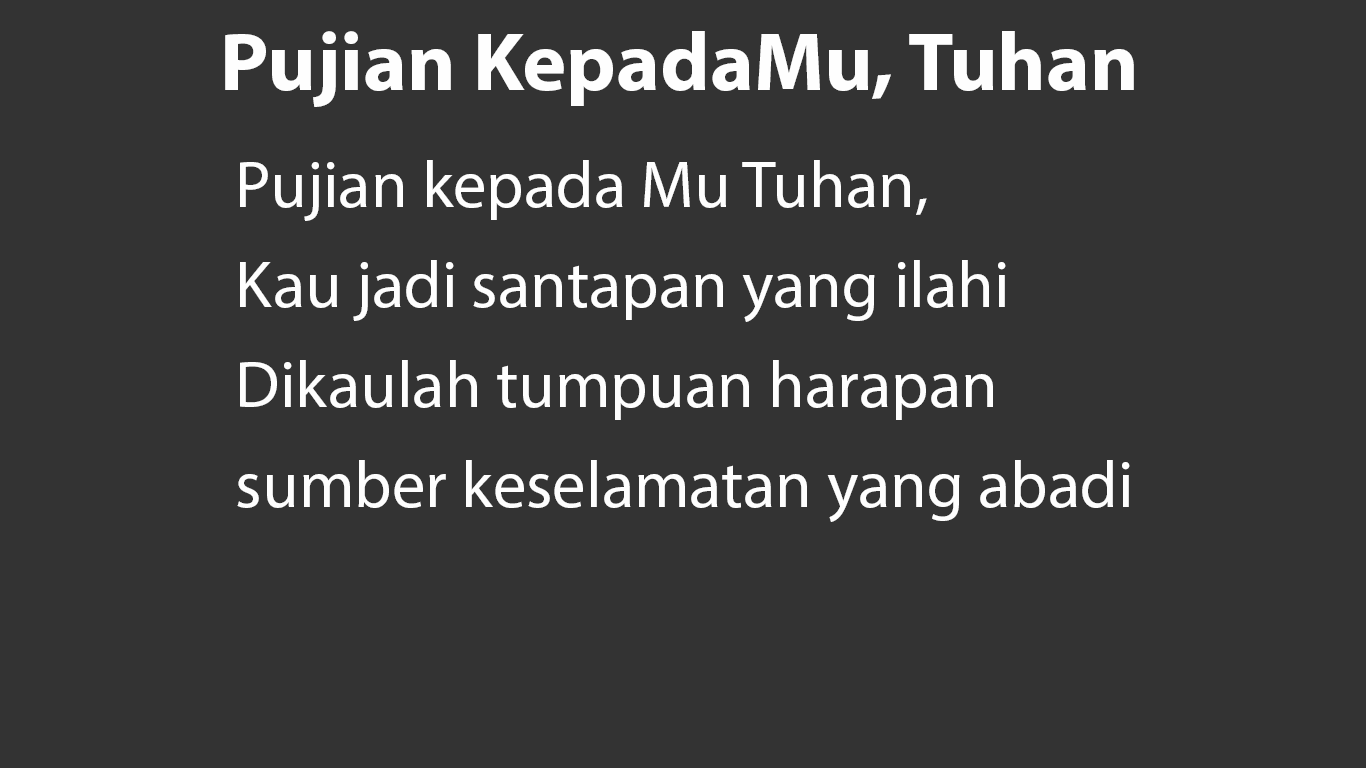 Pujian KepadaMu, Tuhan
Pujian kepada Mu Tuhan,
Kau jadi santapan yang ilahi
Dikaulah tumpuan harapan
sumber keselamatan yang abadi